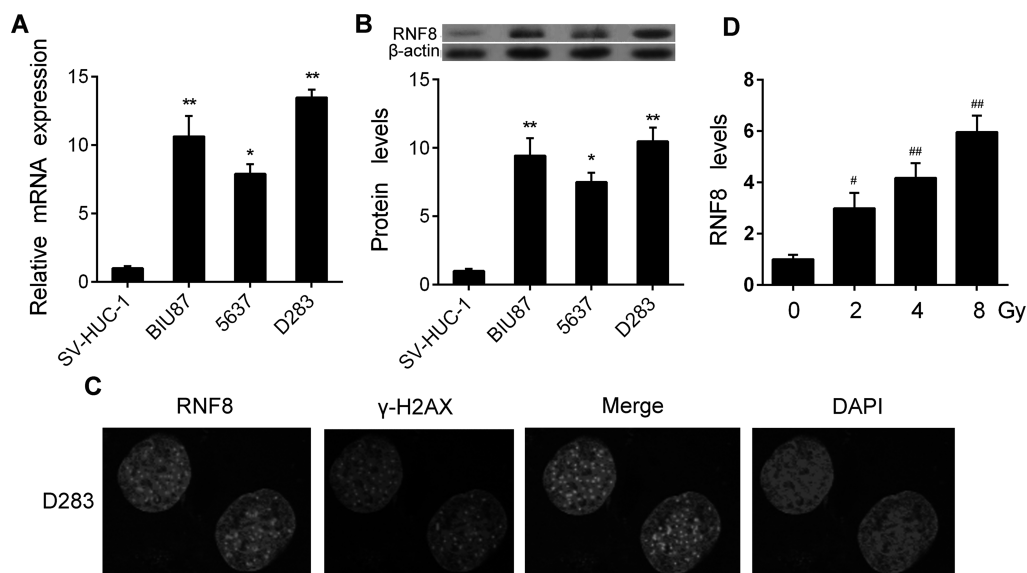 A
Relative mRNA expression
15
10
5
0
**
*
**
SV-HUC-1
BIU87
5637
D283
B
RNF8
β-actin
Protein levels
15
10
5
0
**
*
**
SV-HUC-1
BIU87
5637
D283
D
RNF8 levels
8
6
4
2
0
#
##
##
0 2 4 8 Gy
C
RNF8 γ-H2AX Merge DAPI
D283